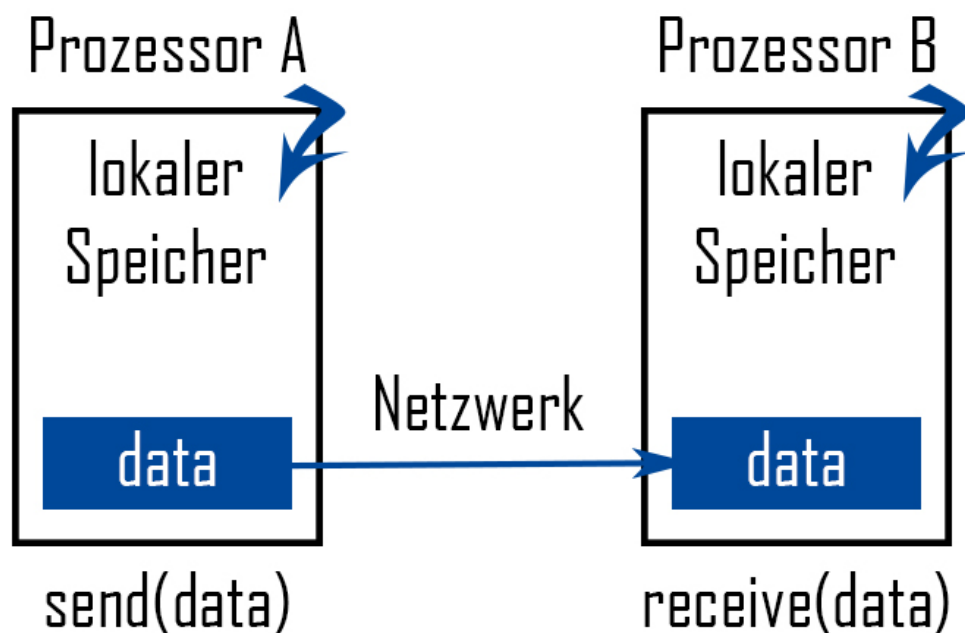 Prozessor A
lokaler
Speicher
data
send(data)
Netzwerk
Prozessor B
lokaler
Speicher
data
receive(data)